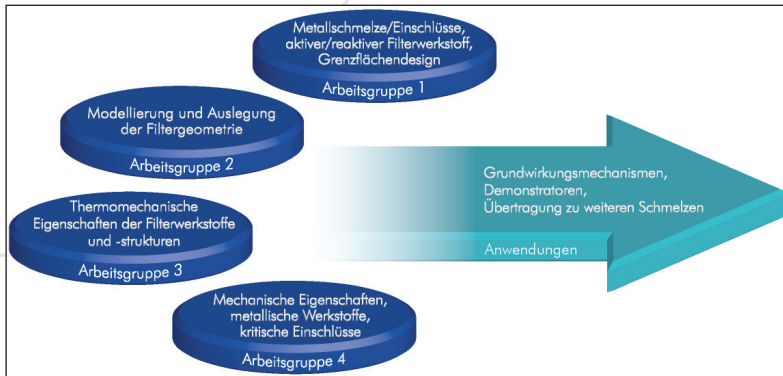 Metallschmelze/Einschlüsse,
aktiver/reaktiver Filterwerkstoff,
Grenzflächendesign
Arbeitsgruppe 1
Modellierung und Auslegung
der Filtergeometrie
Arbeitsgruppe 2
Thermomechanische
Eigenschaften der Filterwerkstoffe
und -strukturen
Arbeitsgruppe 3
Mechanische Eigenschaften,
metallische Werkstoffe,
kritische Einschlüsse
Arbeitsgruppe 4
Grundwirkungsmechanismen,
Demonstratoren,
Übertragung zu weiteren Schmelzen
Anwendungen